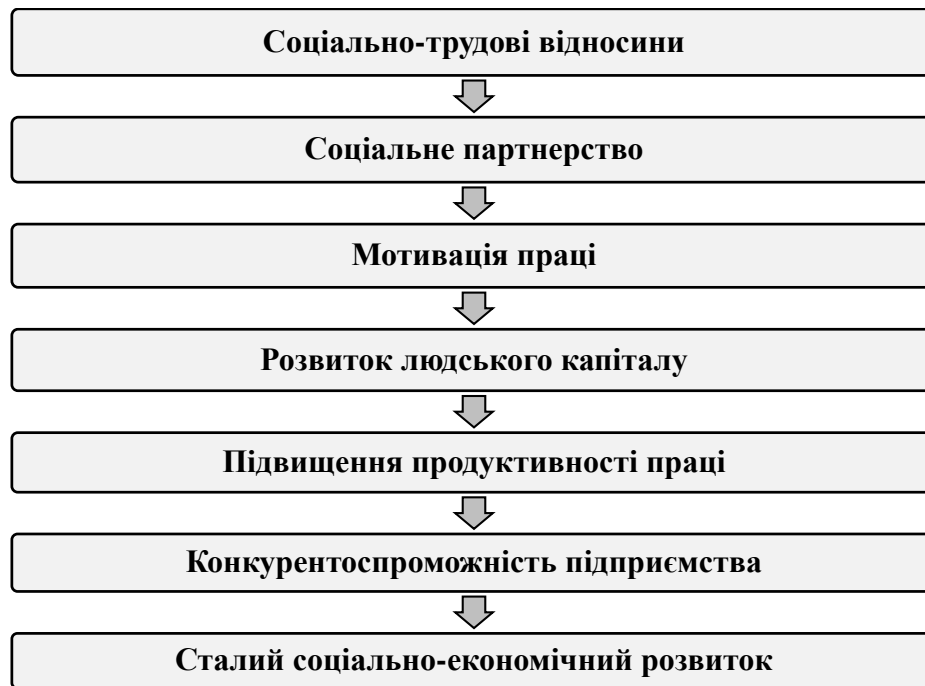 Соціально-трудові відносини
Соціальне партнерство
Мотивація праці
Розвиток людського капіталу
Підвищення продуктивності праці
Конкурентоспроможність підприємства
Сталий соціально-економічний розвиток